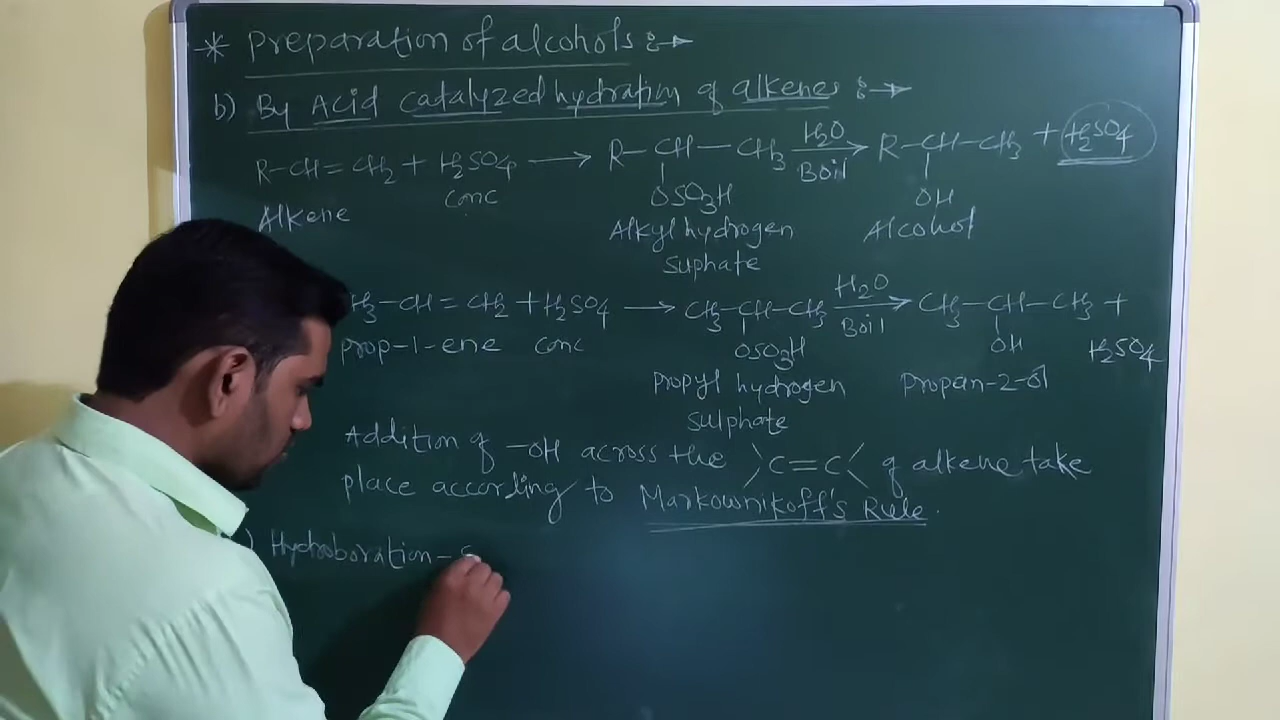 * Preparation of alcohols :→
b) By Acid catalyzed hydration of alkenes :→
R-CH=CH2 + H2SO4 → R-CH-CH3 H2O Boil → R-CH-CH3 + H2SO4
conc OSO3H OH
Alkene Alkyl hydrogen Alcohol
suphate
H3-CH=CH2 + H2SO4 → CH3-CH-CH3 H2O Boil → CH3-CH-CH3 +
prop-1-ene conc OSO3H OH H2SO4
propyl hydrogen propan-2-ol
sulphate
Addition of -OH across the >C=C< of alkene take
place according to Markownikoff's Rule.
) Hydroboration-